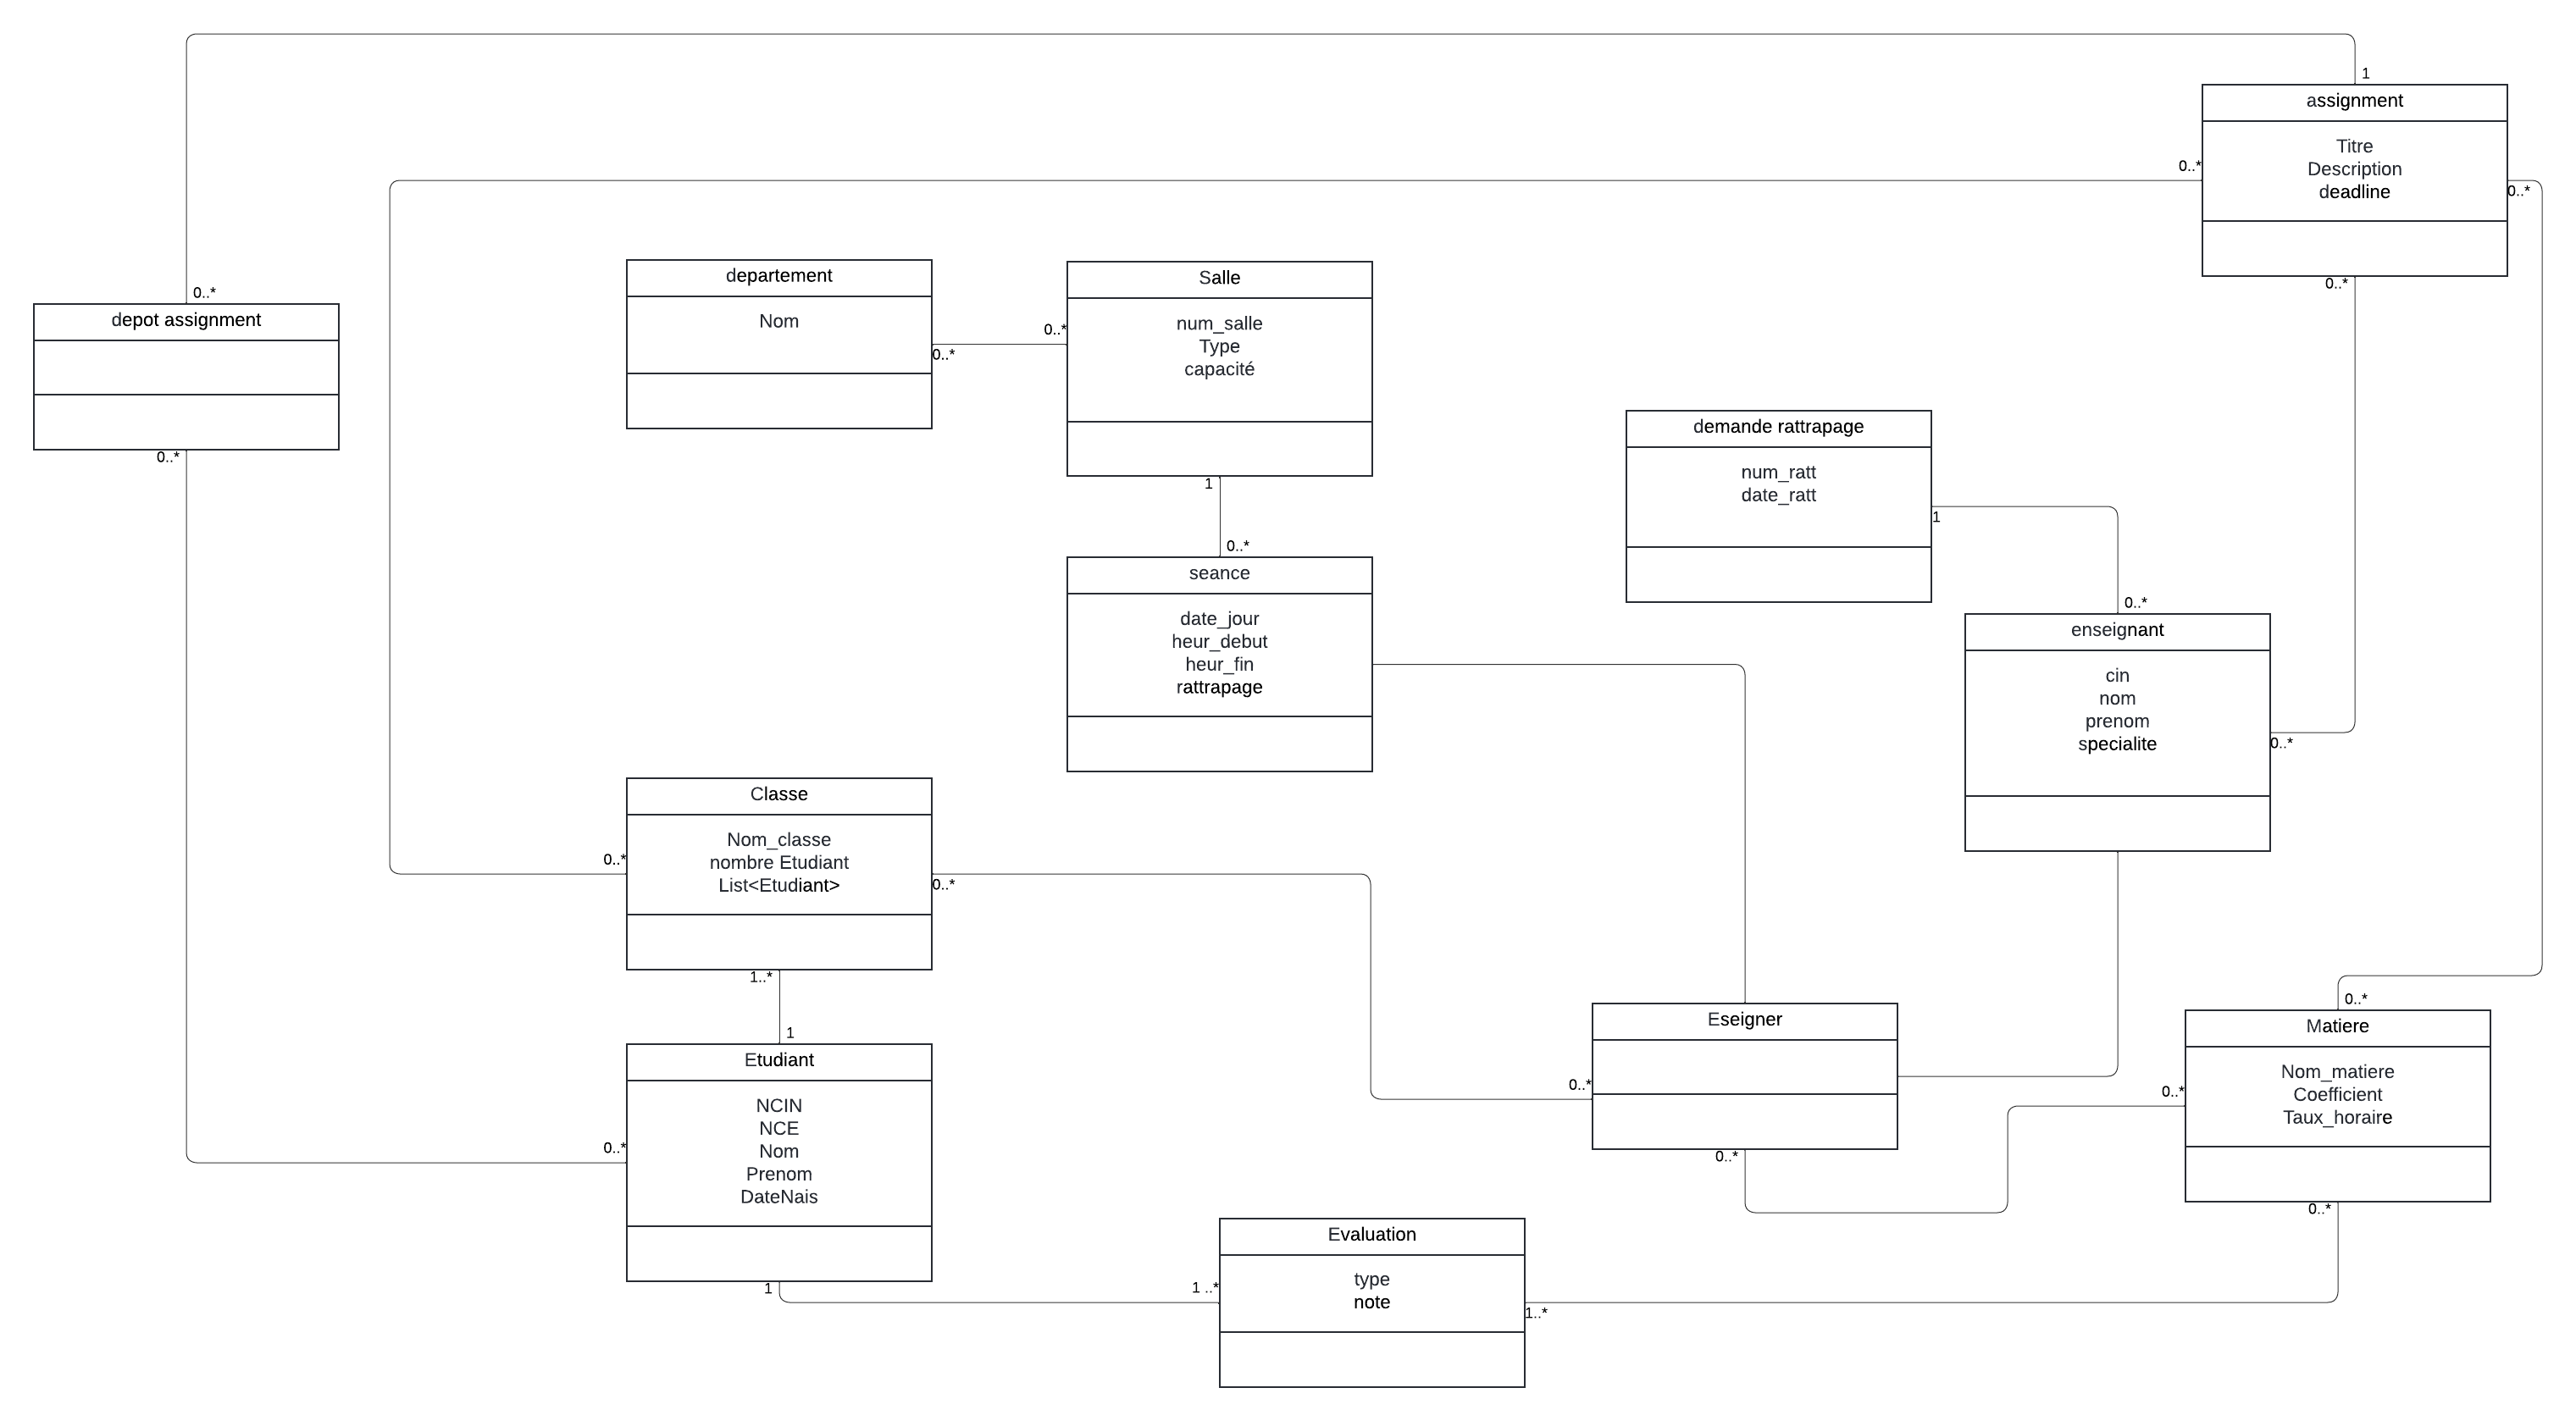 1
assignment
Titre
Description
deadline
0..*
0..*
0..*
departement
Nom
0..*
Salle
num_salle
Type
capacité
0..*
1
0..*
depot assignment
0..*
demande rattrapage
num_ratt
date_ratt
1
0..*
seance
date_jour
heur_debut
heur_fin
rattrapage
0..*
enseignant
cin
nom
prenom
specialite
0..*
Classe
Nom_classe
nombre Etudiant
List<Etudiant>
0..*
0..*
1..*
1
Etudiant
NCIN
NCE
Nom
Prenom
DateNais
0..*
1
Eseigner
0..*
0..*
0..*
Matiere
Nom_matiere
Coefficient
Taux_horaire
0..*
0..*
Evaluation
type
note
1 ..*
1..*